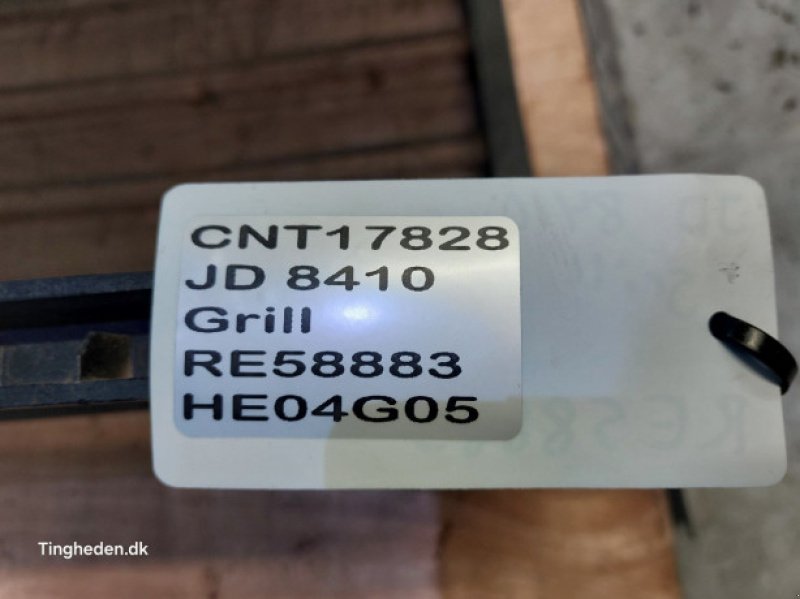 CNT17828
JD 8410
Grill
RE58883
HE04G05
Tingheden.dk